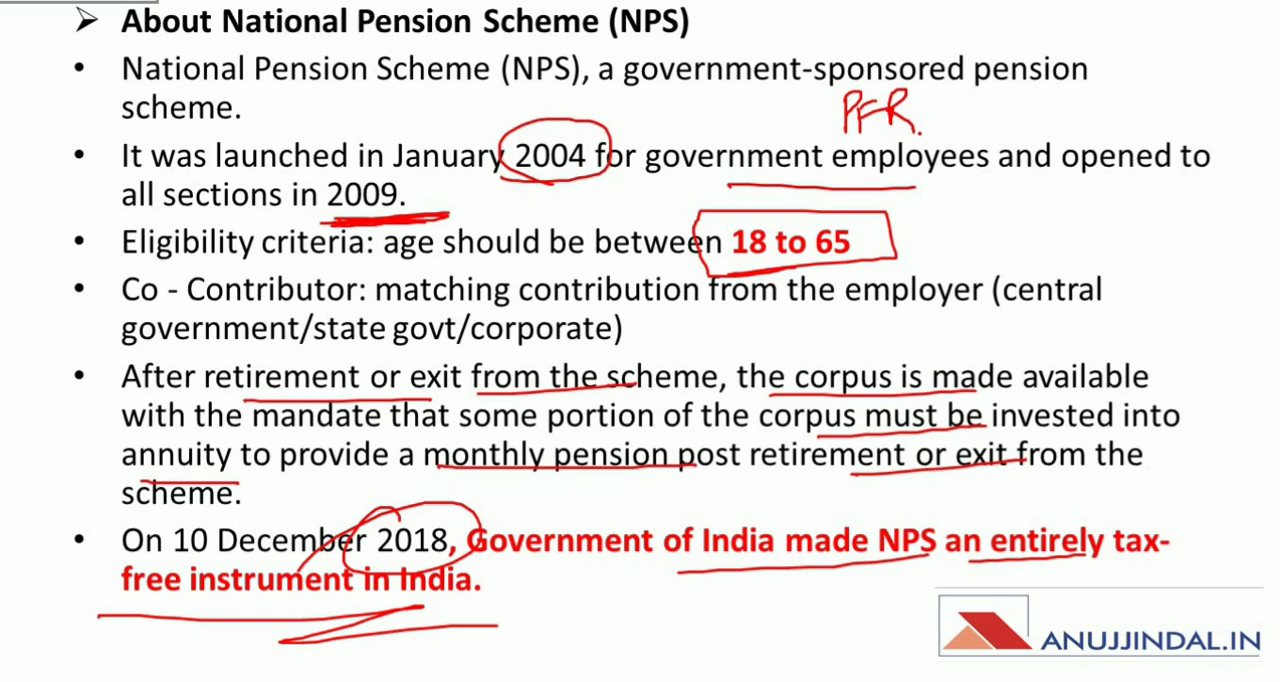 ➤ About National Pension Scheme (NPS)
• National Pension Scheme (NPS), a government-sponsored pension
scheme.
PFR.
• It was launched in January 2004 for government employees and opened to
all sections in 2009.
• Eligibility criteria: age should be between 18 to 65
• Co - Contributor: matching contribution from the employer (central
government/state govt/corporate)
• After retirement or exit from the scheme, the corpus is made available
with the mandate that some portion of the corpus must be invested into
annuity to provide a monthly pension post retirement or exit from the
scheme.
• On 10 December 2018, Government of India made NPS an entirely tax-
free instrument in India.
ANUJJINDAL.IN